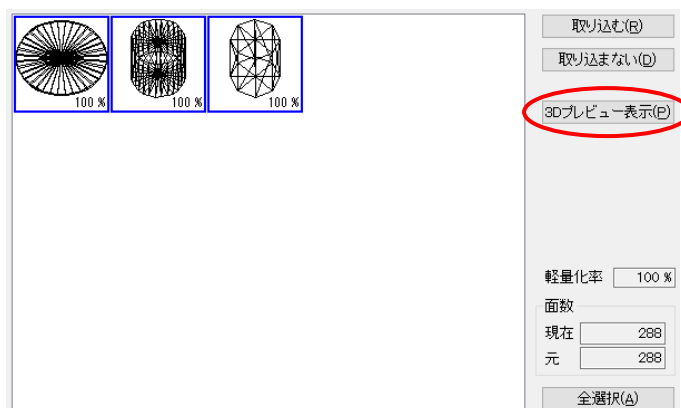 100 %
100 %
100 %
取り込む(R)
取り込まない(D)
3Dプレビュー表示(P)
軽量化率 100 %
面数
現在 288
元 288
全選択(A)